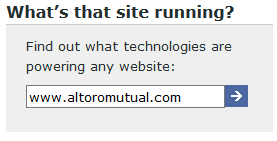 What's that site running?
Find out what technologies are
powering any website:
www.altoromutual.com